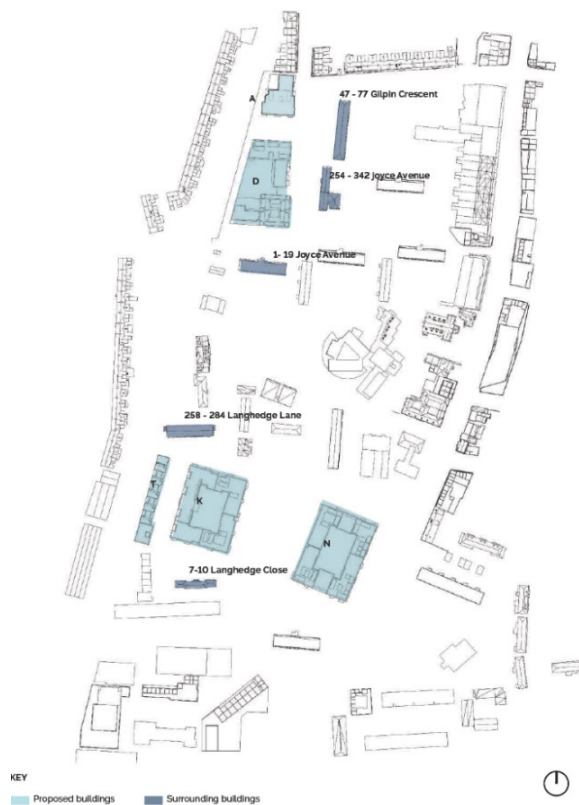 47 - 77 Gilpin Crescent
A
254 - 342 Joyce Avenue
D
1- 19 Joyce Avenue
258 - 284 Langhedge Lane
T
K
N
7-10 Langhedge Close
KEY
Proposed buildings
Surrounding buildings